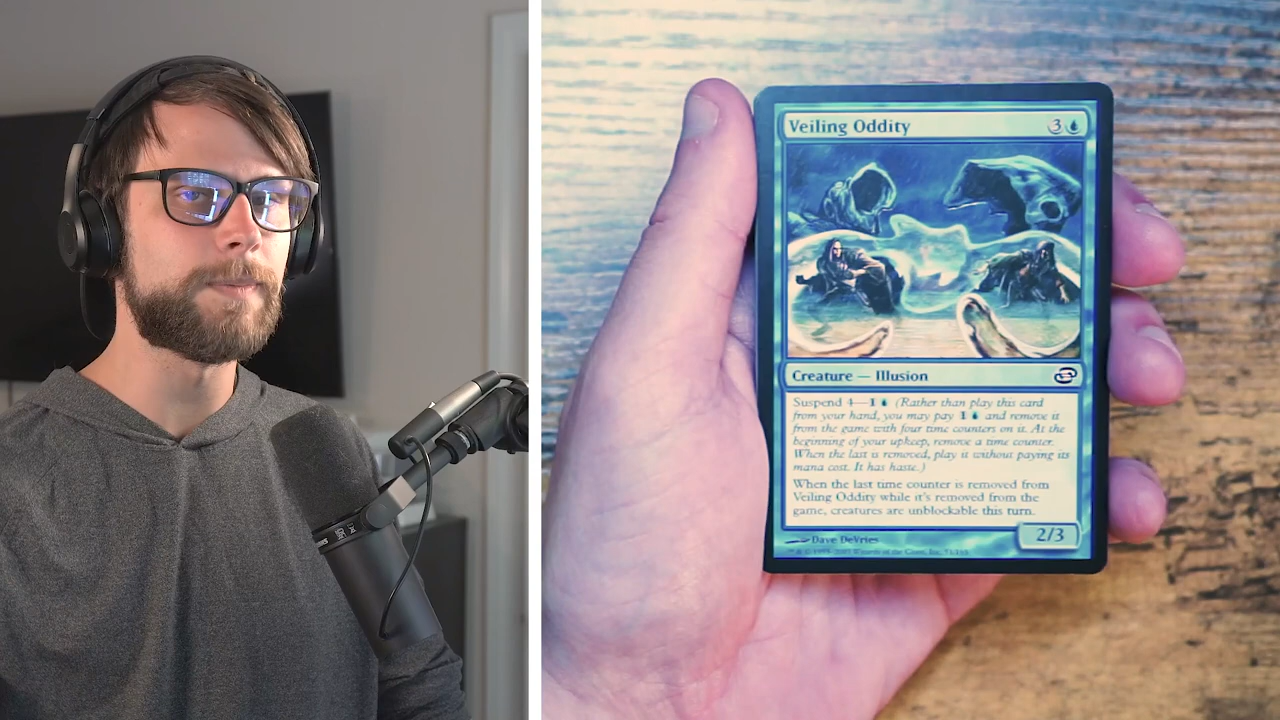 Veiling Oddity 3
Creature — Illusion
Suspend 4—1 (Rather than play this card
from your hand, you may pay 1 and remove it
from the game with four time counters on it. At the
beginning of your upkeep, remove a time counter.
When the last is removed, play it without paying its
mana cost. It has haste.)
When the last time counter is removed from
Veiling Oddity while it's removed from the
game, creatures are unblockable this turn.
2/3
Dave DeVries